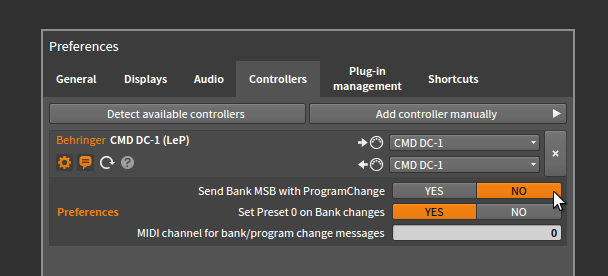 Preferences
General Displays Audio Controllers Plug-in management Shortcuts
Detect available controllers Add controller manually
Behringer CMD DC-1 (LeP) CMD DC-1
? CMD DC-1 ×
Send Bank MSB with ProgramChange YES NO
Preferences Set Preset 0 on Bank changes YES NO
MIDI channel for bank/program change messages 0